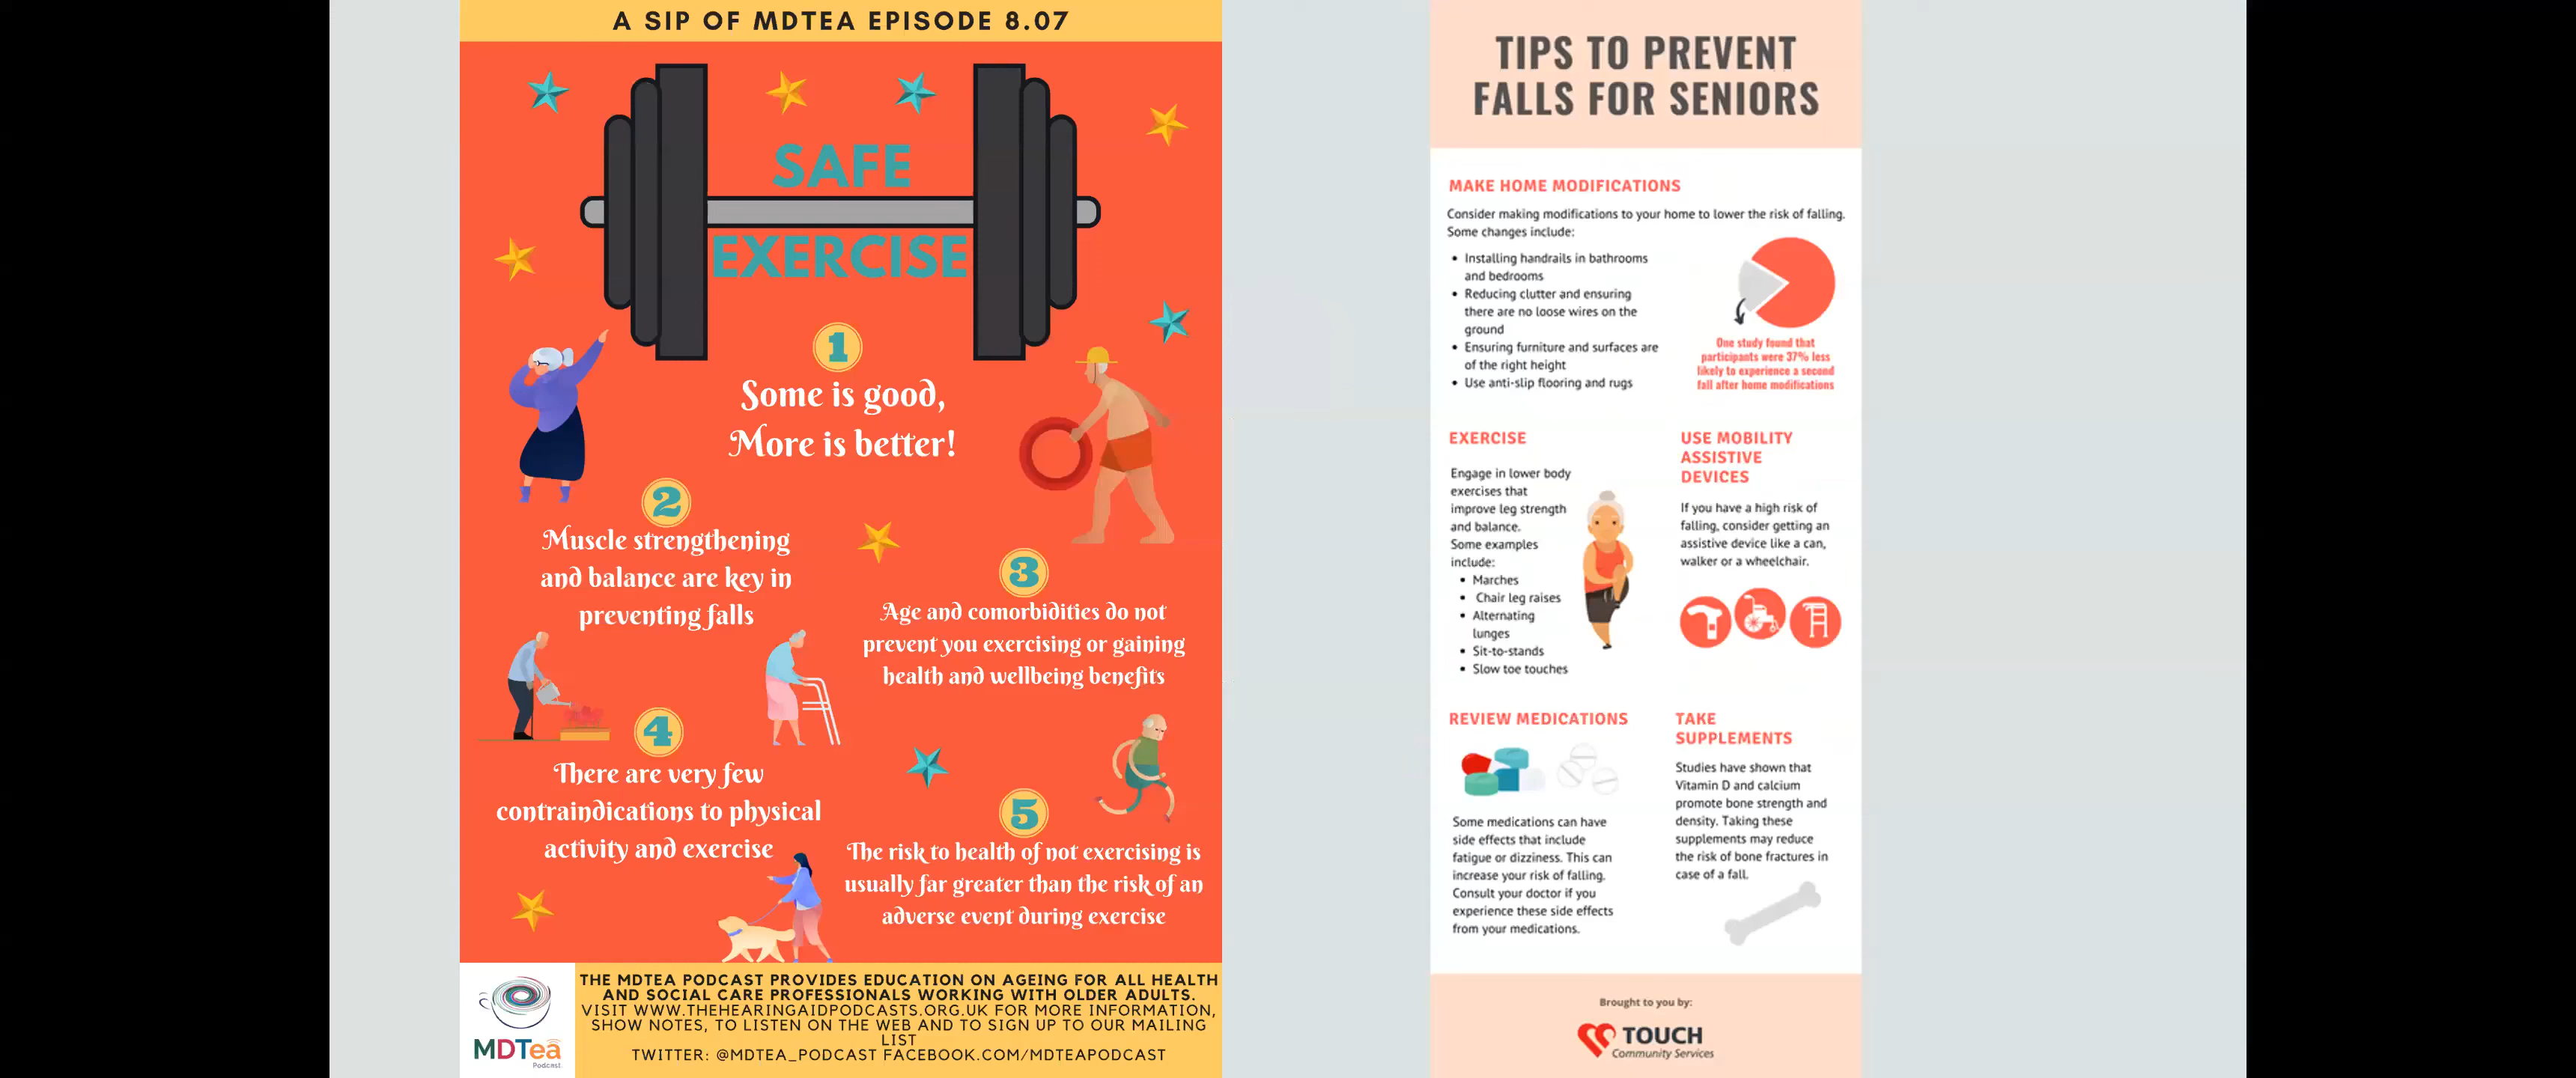 A SIP OF MDTEA EPISODE 8.07
SAFE
EXERCISE
1
Some is good,
More is better!
2
Muscle strengthening
and balance are key in
preventing falls
3
Age and comorbidities do not
prevent you exercising or gaining
health and wellbeing benefits
4
There are very few
contraindications to physical
activity and exercise
5
The risk to health of not exercising is
usually far greater than the risk of an
adverse event during exercise
MDTea
Podcast
THE MDTEA PODCAST PROVIDES EDUCATION ON AGEING FOR ALL HEALTH
AND SOCIAL CARE PROFESSIONALS WORKING WITH OLDER ADULTS.
VISIT WWW.THEHEARINGAIDPODCASTS.ORG.UK FOR MORE INFORMATION,
SHOW NOTES, TO LISTEN ON THE WEB AND TO SIGN UP TO OUR MAILING
LIST
TWITTER: @MDTEA_PODCAST FACEBOOK.COM/MDTEAPODCAST
TIPS TO PREVENT
FALLS FOR SENIORS
MAKE HOME MODIFICATIONS
Consider making modifications to your home to lower the risk of falling.
Some changes include:
• Installing handrails in bathrooms
and bedrooms
• Reducing clutter and ensuring
there are no loose wires on the
ground
• Ensuring furniture and surfaces are
of the right height
• Use anti-slip flooring and rugs
One study found that
participants were 37% less
likely to experience a second
fall after home modifications
EXERCISE
Engage in lower body
exercises that
improve leg strength
and balance.
Some examples
include:
• Marches
• Chair leg raises
• Alternating
lunges
• Sit-to-stands
• Slow toe touches
USE MOBILITY
ASSISTIVE
DEVICES
If you have a high risk of
falling, consider getting an
assistive device like a can,
walker or a wheelchair.
REVIEW MEDICATIONS
Some medications can have
side effects that include
fatigue or dizziness. This can
increase your risk of falling.
Consult your doctor if you
experience these side effects
from your medications.
TAKE
SUPPLEMENTS
Studies have shown that
Vitamin D and calcium
promote bone strength and
density. Taking these
supplements may reduce
the risk of bone fractures in
case of a fall.
Brought to you by:
TOUCH
Community Services